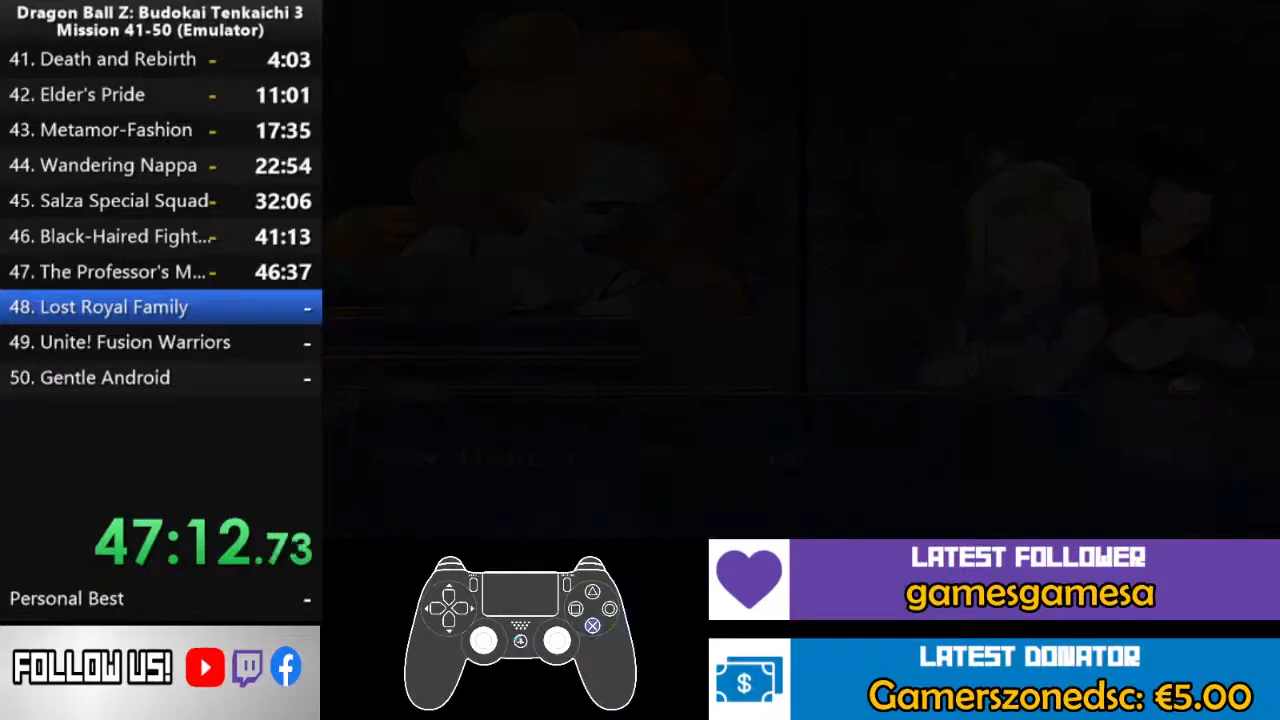 Dragon Ball Z: Budokai Tenkaichi 3
Mission 41-50 (Emulator)
41. Death and Rebirth - 4:03
42. Elder's Pride - 11:01
43. Metamor-Fashion - 17:35
44. Wandering Nappa - 22:54
45. Salza Special Squad- 32:06
46. Black-Haired Fight...- 41:13
47. The Professor's M...- 46:37
48. Lost Royal Family -
49. Unite! Fusion Warriors -
50. Gentle Android -
47:12.73
Personal Best -
FOLLOW US!
LATEST FOLLOWER
gamesgamesa
LATEST DONATOR
Gamerszonedsc: €5.00